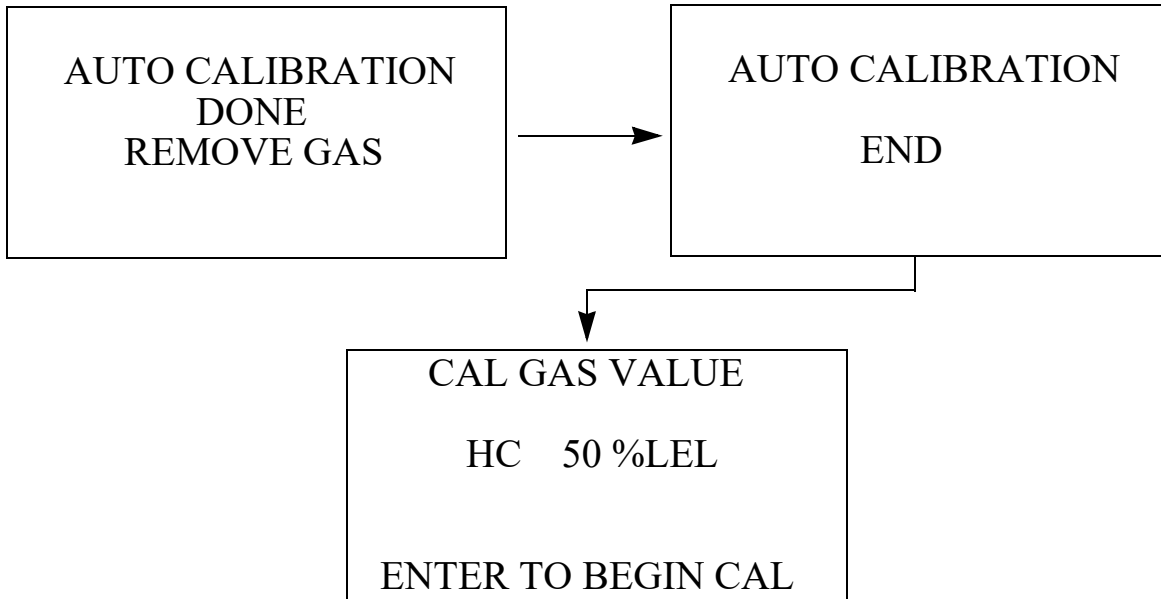 AUTO CALIBRATION
DONE
REMOVE GAS
AUTO CALIBRATION
END
CAL GAS VALUE
HC 50 %LEL
ENTER TO BEGIN CAL